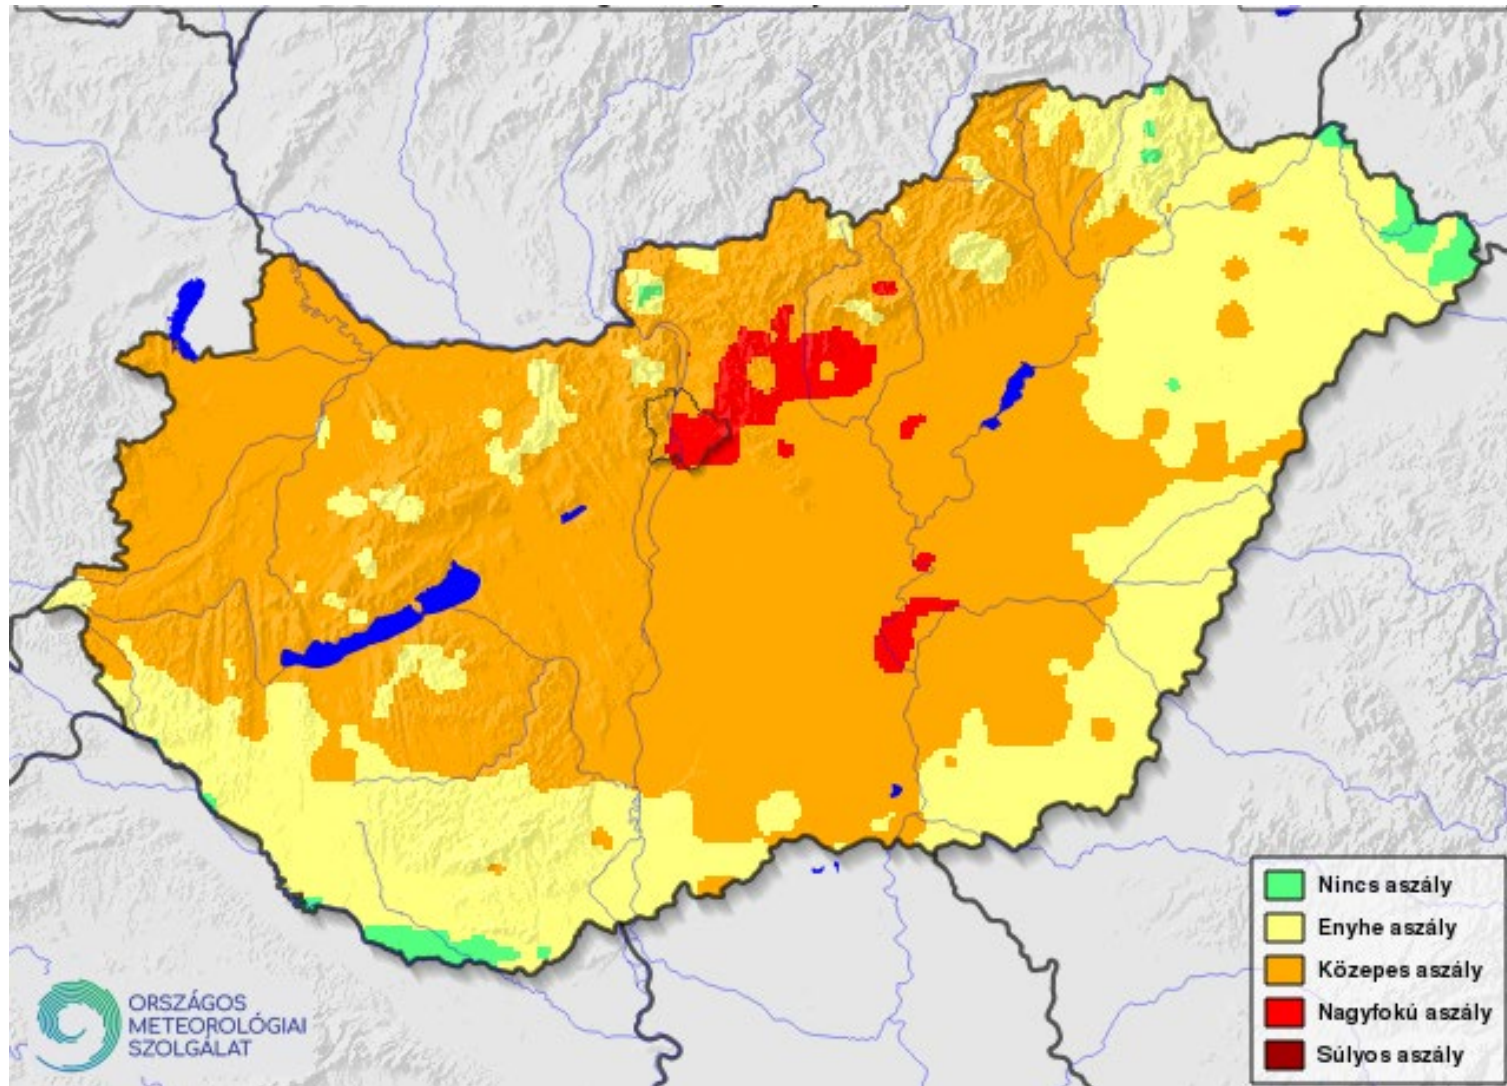 Nincs aszály
Enyhe aszály
Közepes aszály
Nagyfokú aszály
Súlyos aszály
ORSZÁGOS
METEOROLÓGIAI
SZOLGÁLAT